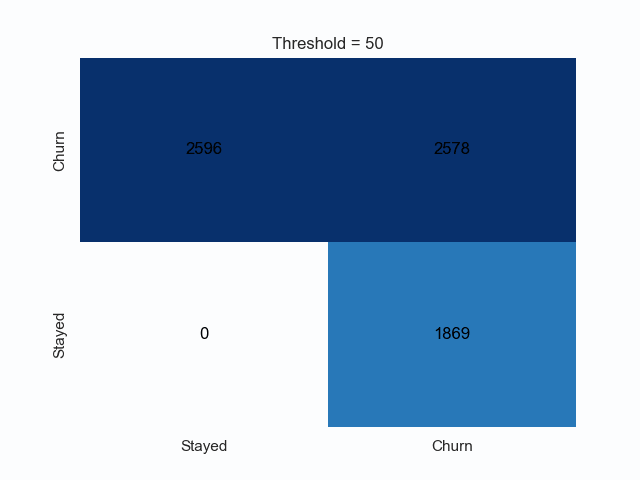 Threshold = 50
Churn
2596
2578
Stayed
0
1869
Stayed
Churn